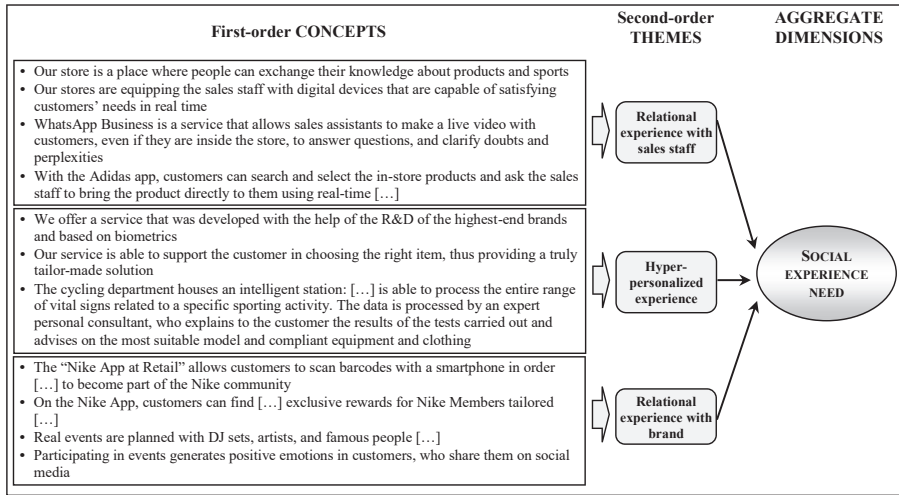 First-order CONCEPTS
Second-order
THEMES
AGGREGATE
DIMENSIONS
• Our store is a place where people can exchange their knowledge about products and sports
• Our stores are equipping the sales staff with digital devices that are capable of satisfying
customers’ needs in real time
• WhatsApp Business is a service that allows sales assistants to make a live video with
customers, even if they are inside the store, to answer questions, and clarify doubts and
perplexities
• With the Adidas app, customers can search and select the in-store products and ask the sales
staff to bring the product directly to them using real-time […]
Relational
experience with
sales staff
• We offer a service that was developed with the help of the R&D of the highest-end brands
and based on biometrics
• Our service is able to support the customer in choosing the right item, thus providing a truly
tailor-made solution
• The cycling department houses an intelligent station: […] is able to process the entire range
of vital signs related to a specific sporting activity. The data is processed by an expert
personal consultant, who explains to the customer the results of the tests carried out and
advises on the most suitable model and compliant equipment and clothing
Hyper-
personalized
experience
SOCIAL
EXPERIENCE
NEED
• The “Nike App at Retail” allows customers to scan barcodes with a smartphone in order
[…] to become part of the Nike community
• On the Nike App, customers can find […] exclusive rewards for Nike Members tailored
[…]
• Real events are planned with DJ sets, artists, and famous people […]
• Participating in events generates positive emotions in customers, who share them on social
media
Relational
experience with
brand